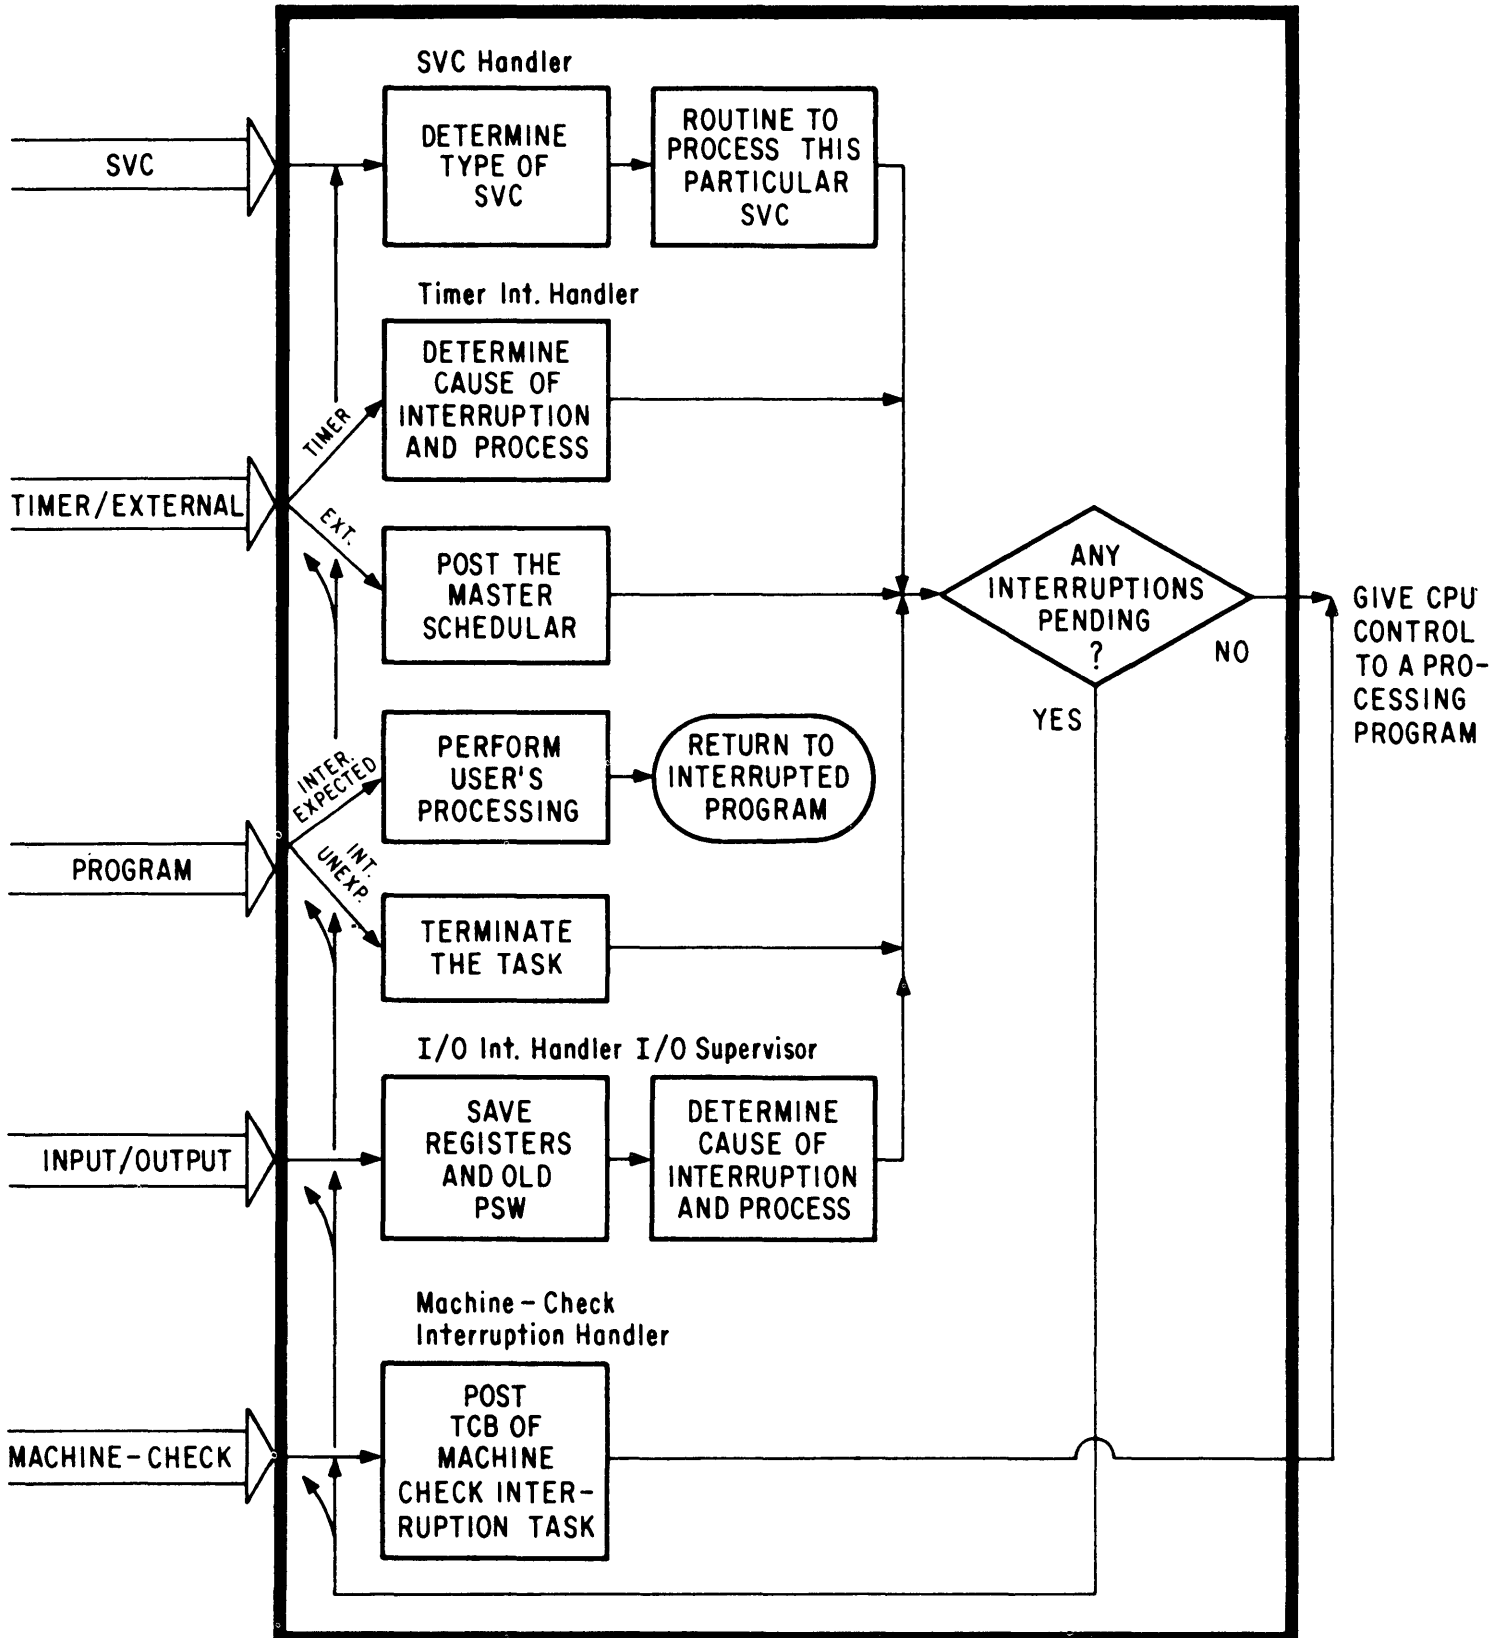 SVC Handler
SVC
DETERMINE
TYPE OF
SVC
ROUTINE TO
PROCESS THIS
PARTICULAR
SVC
Timer Int. Handler
TIMER/EXTERNAL
TIMER
EXT.
DETERMINE
CAUSE OF
INTERRUPTION
AND PROCESS
POST THE
MASTER
SCHEDULAR
ANY
INTERRUPTIONS
PENDING
?
NO
YES
GIVE CPU
CONTROL
TO A PRO-
CESSING
PROGRAM
PROGRAM
INTER.
EXPECTED
INT.
UNEXP.
PERFORM
USER'S
PROCESSING
RETURN TO
INTERRUPTED
PROGRAM
TERMINATE
THE TASK
I/O Int. Handler I/O Supervisor
INPUT/OUTPUT
SAVE
REGISTERS
AND OLD
PSW
DETERMINE
CAUSE OF
INTERRUPTION
AND PROCESS
Machine-Check
Interruption Handler
MACHINE-CHECK
POST
TCB OF
MACHINE
CHECK INTER-
RUPTION TASK